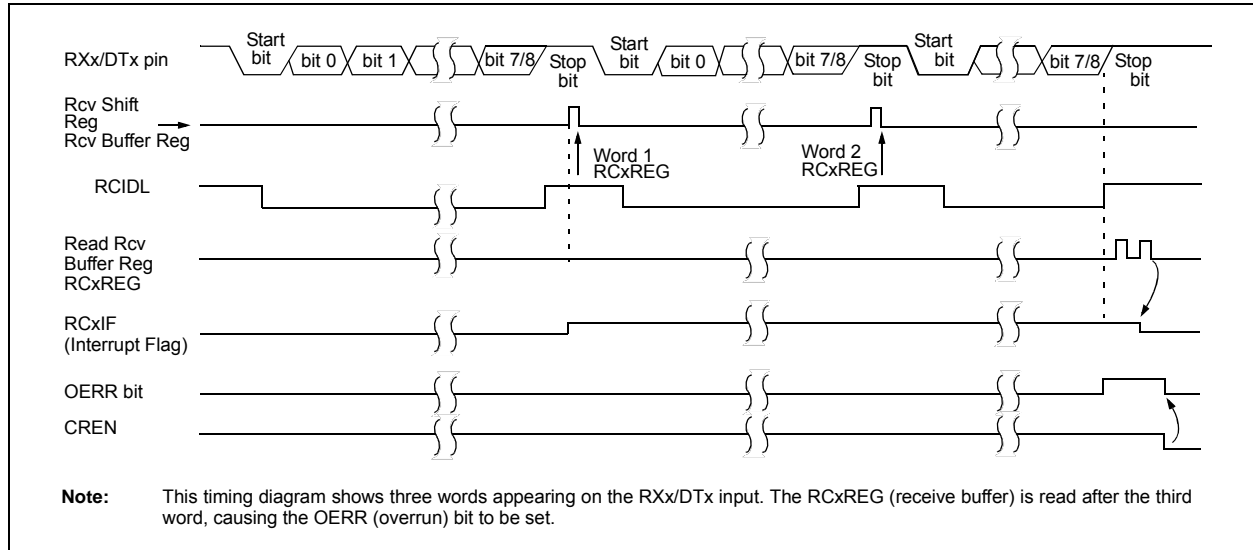 RXx/DTx pin
Start bit
bit 0
bit 1
bit 7/8
Stop bit
Start bit
bit 0
bit 7/8
Stop bit
Start bit
bit 7/8
Stop bit
Rcv Shift
Reg
Rcv Buffer Reg
Word 1
RCxREG
Word 2
RCxREG
RCIDL
Read Rcv
Buffer Reg
RCxREG
RCxIF
(Interrupt Flag)
OERR bit
CREN
Note: This timing diagram shows three words appearing on the RXx/DTx input. The RCxREG (receive buffer) is read after the third
word, causing the OERR (overrun) bit to be set.